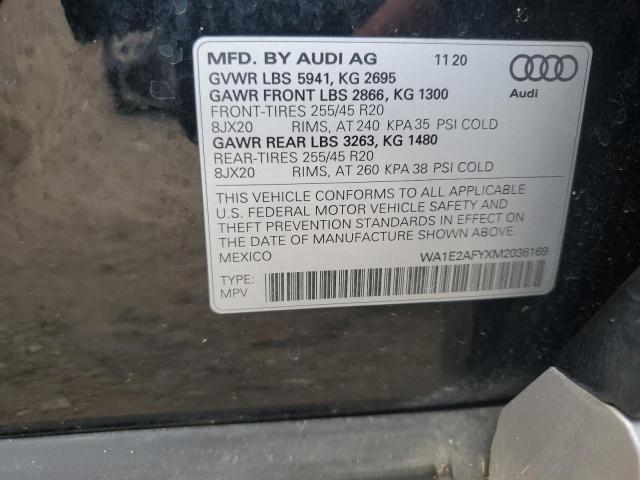 MFD. BY AUDI AG 11 20
GVWR LBS 5941, KG 2695
GAWR FRONT LBS 2866, KG 1300
FRONT-TIRES 255/45 R20
8JX20 RIMS, AT 240 KPA 35 PSI COLD
GAWR REAR LBS 3263, KG 1480
REAR-TIRES 255/45 R20
8JX20 RIMS, AT 260 KPA 38 PSI COLD
Audi
THIS VEHICLE CONFORMS TO ALL APPLICABLE
U.S. FEDERAL MOTOR VEHICLE SAFETY AND
THEFT PREVENTION STANDARDS IN EFFECT ON
THE DATE OF MANUFACTURE SHOWN ABOVE.
MEXICO WA1E2AFYXM2036169
TYPE:
MPV